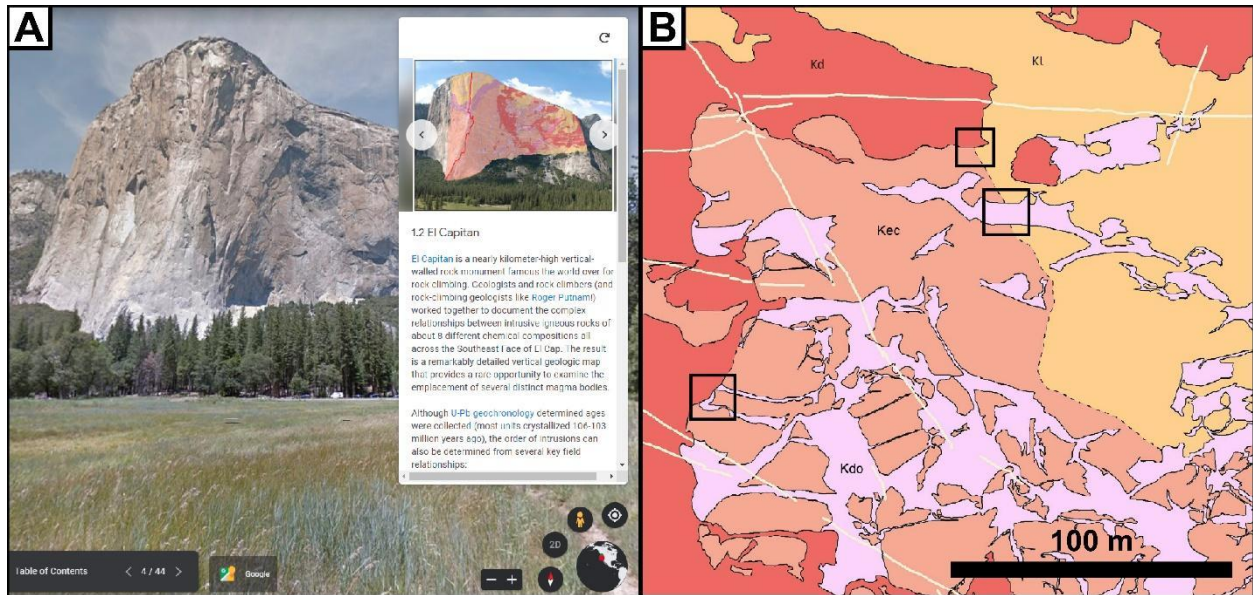 A
1.2 El Capitan
El Capitan is a nearly kilometer-high vertical-
walled rock monument famous the world over for
rock climbing. Geologists and rock climbers (and
rock-climbing geologists like Roger Putnam!)
worked together to document the complex
relationships between intrusive igneous rocks of
about 8 different chemical compositions all
across the Southeast Face of El Cap. The result
is a remarkably detailed vertical geologic map
that provides a rare opportunity to examine the
emplacement of several distinct magma bodies.
Although U-Pb geochronology determined ages
were collected (most units crystallized 106-103
million years ago), the order of intrusions can
also be determined from several key field
relationships:
2D
Table of Contents < 4 / 44 >
Google
B
Kd
Kl
Kec
Kdo
100 m